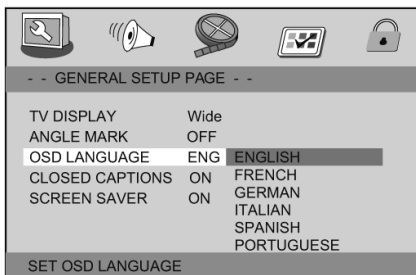 - - GENERAL SETUP PAGE - -
TV DISPLAY Wide
ANGLE MARK OFF
OSD LANGUAGE ENG ENGLISH
CLOSED CAPTIONS ON FRENCH
SCREEN SAVER ON GERMAN
ITALIAN
SPANISH
PORTUGUESE
SET OSD LANGUAGE